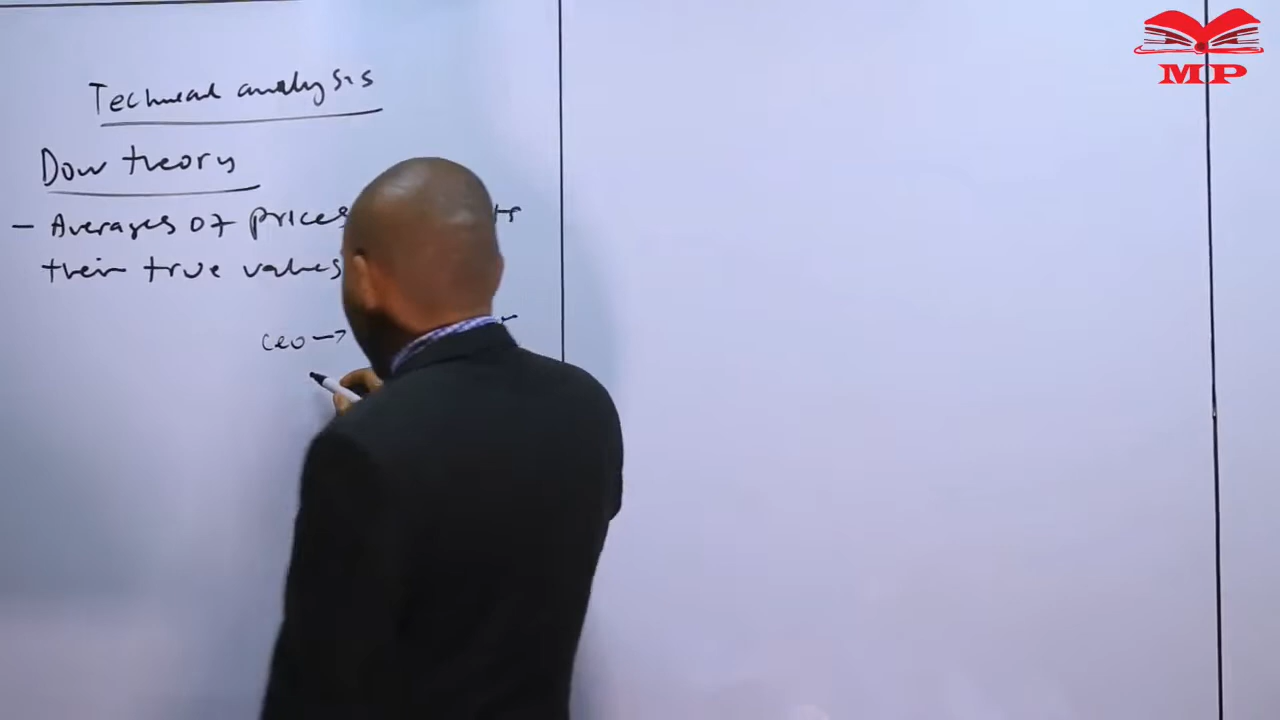 Technical analysis
Dow theory
- Averages of prices
their true values
CEO →
MP